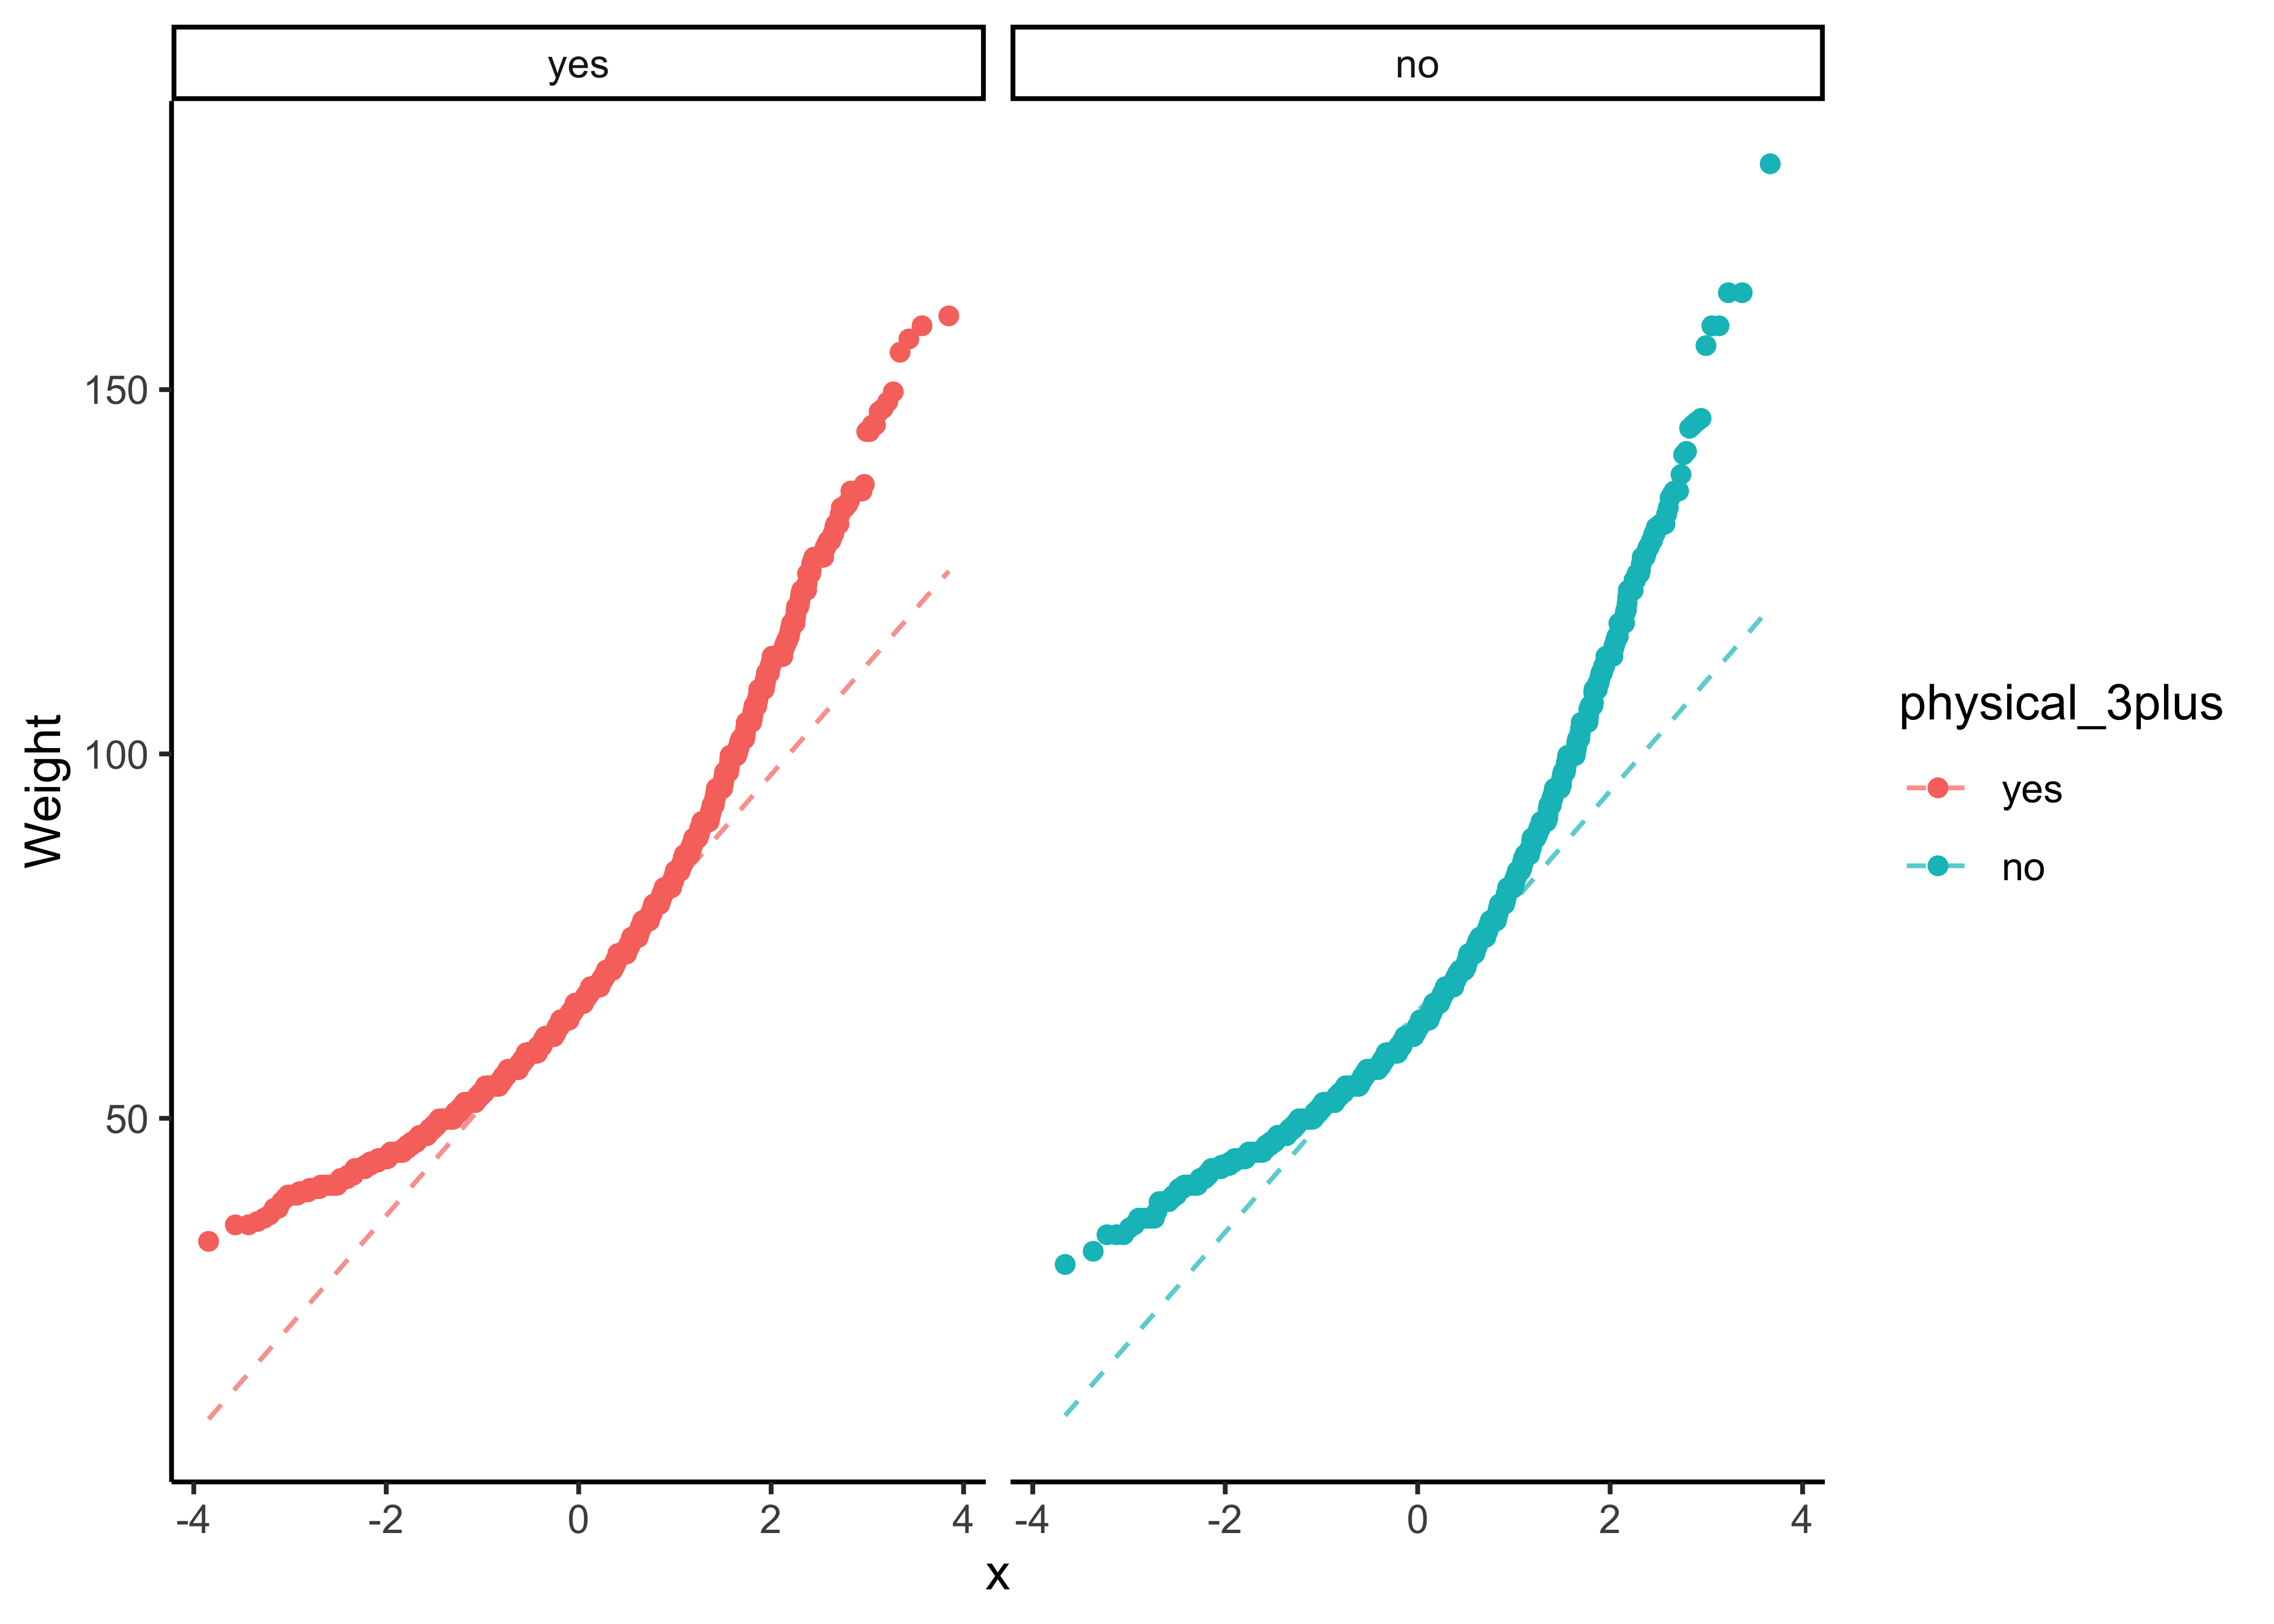 yes no
Weight
150
100
50
-4 -2 0 2 4 -4 -2 0 2 4
x
physical_3plus
yes
no